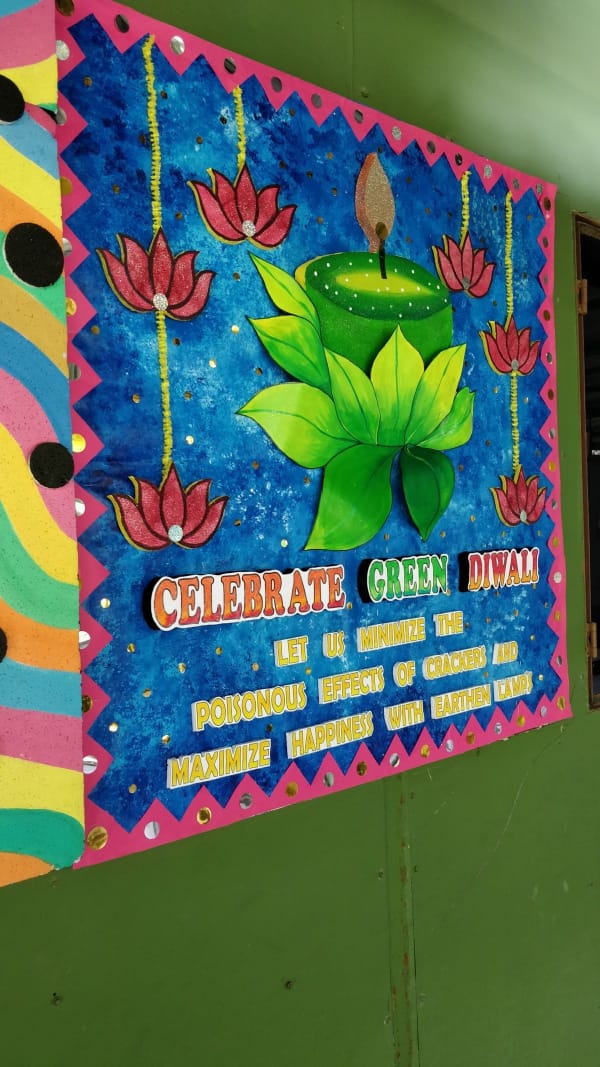 CELEBRATE GREEN DIWALI
LET US MINIMIZE THE
POISONOUS EFFECTS OF CRACKERS AND
MAXIMIZE HAPPINESS WITH EARTHEN LAMPS